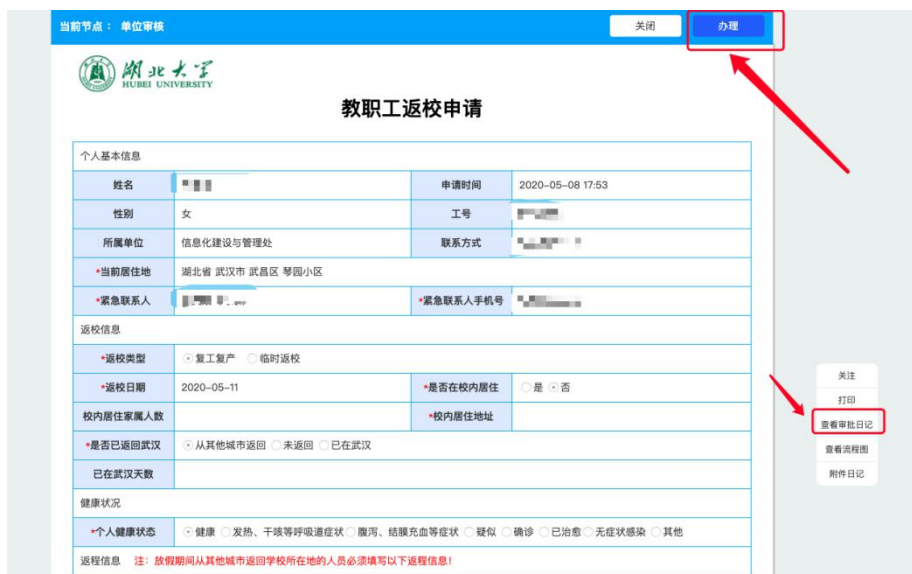 当前节点： 单位审核 关闭 办理
湖北大学
HUBEI UNIVERSITY
教职工返校申请
个人基本信息
姓名 申请时间 2020-05-08 17:53
性别 女 工号
所属单位 信息化建设与管理处 联系方式
*当前居住地 湖北省 武汉市 武昌区 琴园小区
*紧急联系人 *紧急联系人手机号
返校信息
*返校类型 复工复产 临时返校
*返校日期 2020-05-11 *是否在校内居住 是 否
校内居住家属人数 *校内居住地址
*是否已返回武汉 从其他城市返回 未返回 已在武汉
已在武汉天数
健康状况
*个人健康状态 健康 发热、干咳等呼吸道症状 腹泻、结膜充血等症状 疑似 确诊 已治愈 无症状感染 其他
返程信息 注：放假期间从其他城市返回学校所在地的人员必须填写以下返程信息!
关注
打印
查看审批日记
查看流程图
附件日记